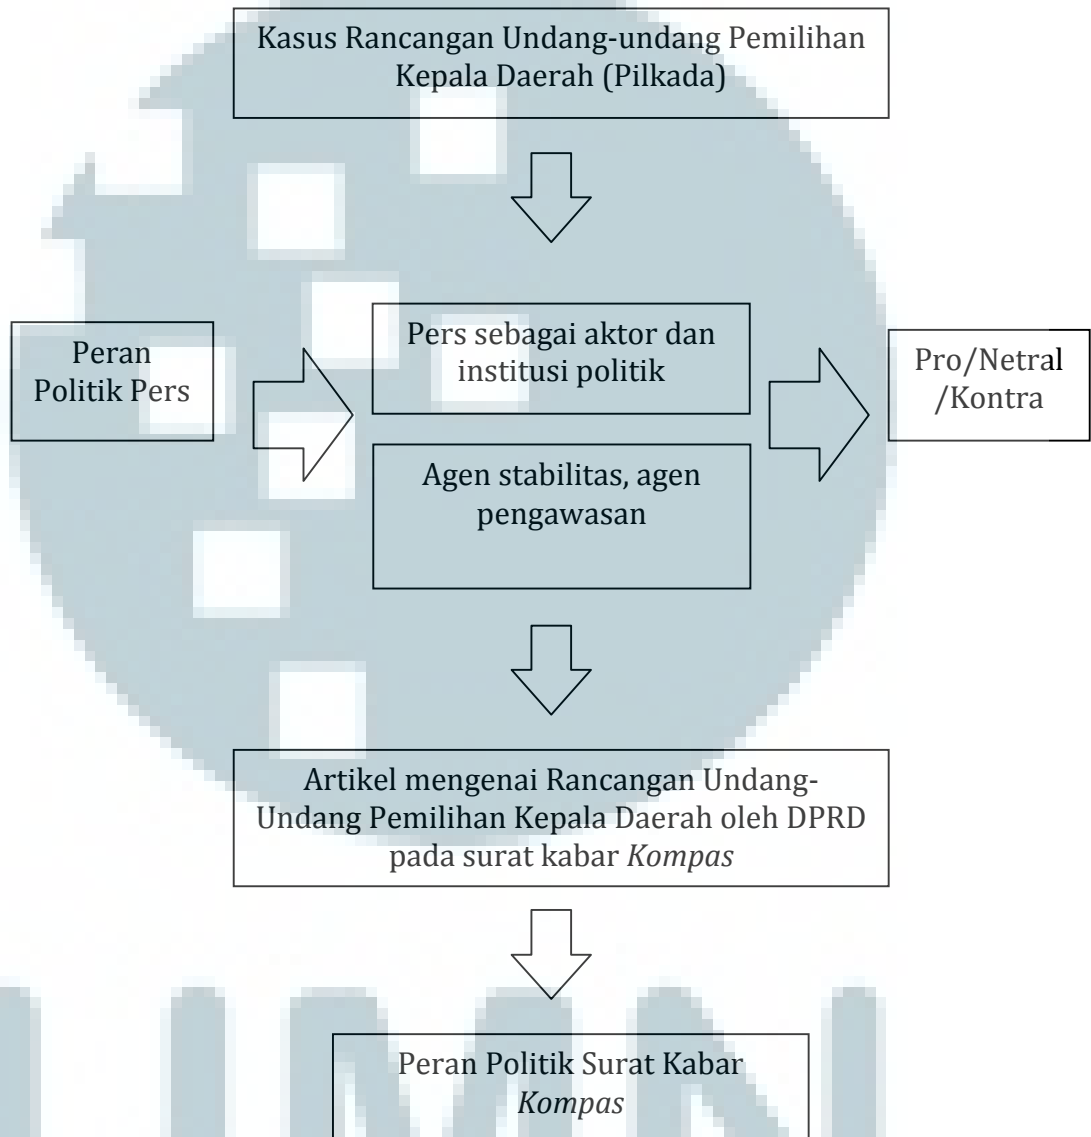 Kasus Rancangan Undang-undang Pemilihan
Kepala Daerah (Pilkada)
Peran
Politik Pers
Pers sebagai aktor dan
institusi politik
Agen stabilitas, agen
pengawasan
Pro/Netral
/Kontra
Artikel mengenai Rancangan Undang-
Undang Pemilihan Kepala Daerah oleh DPRD
pada surat kabar Kompas
Peran Politik Surat Kabar
Kompas
UMN